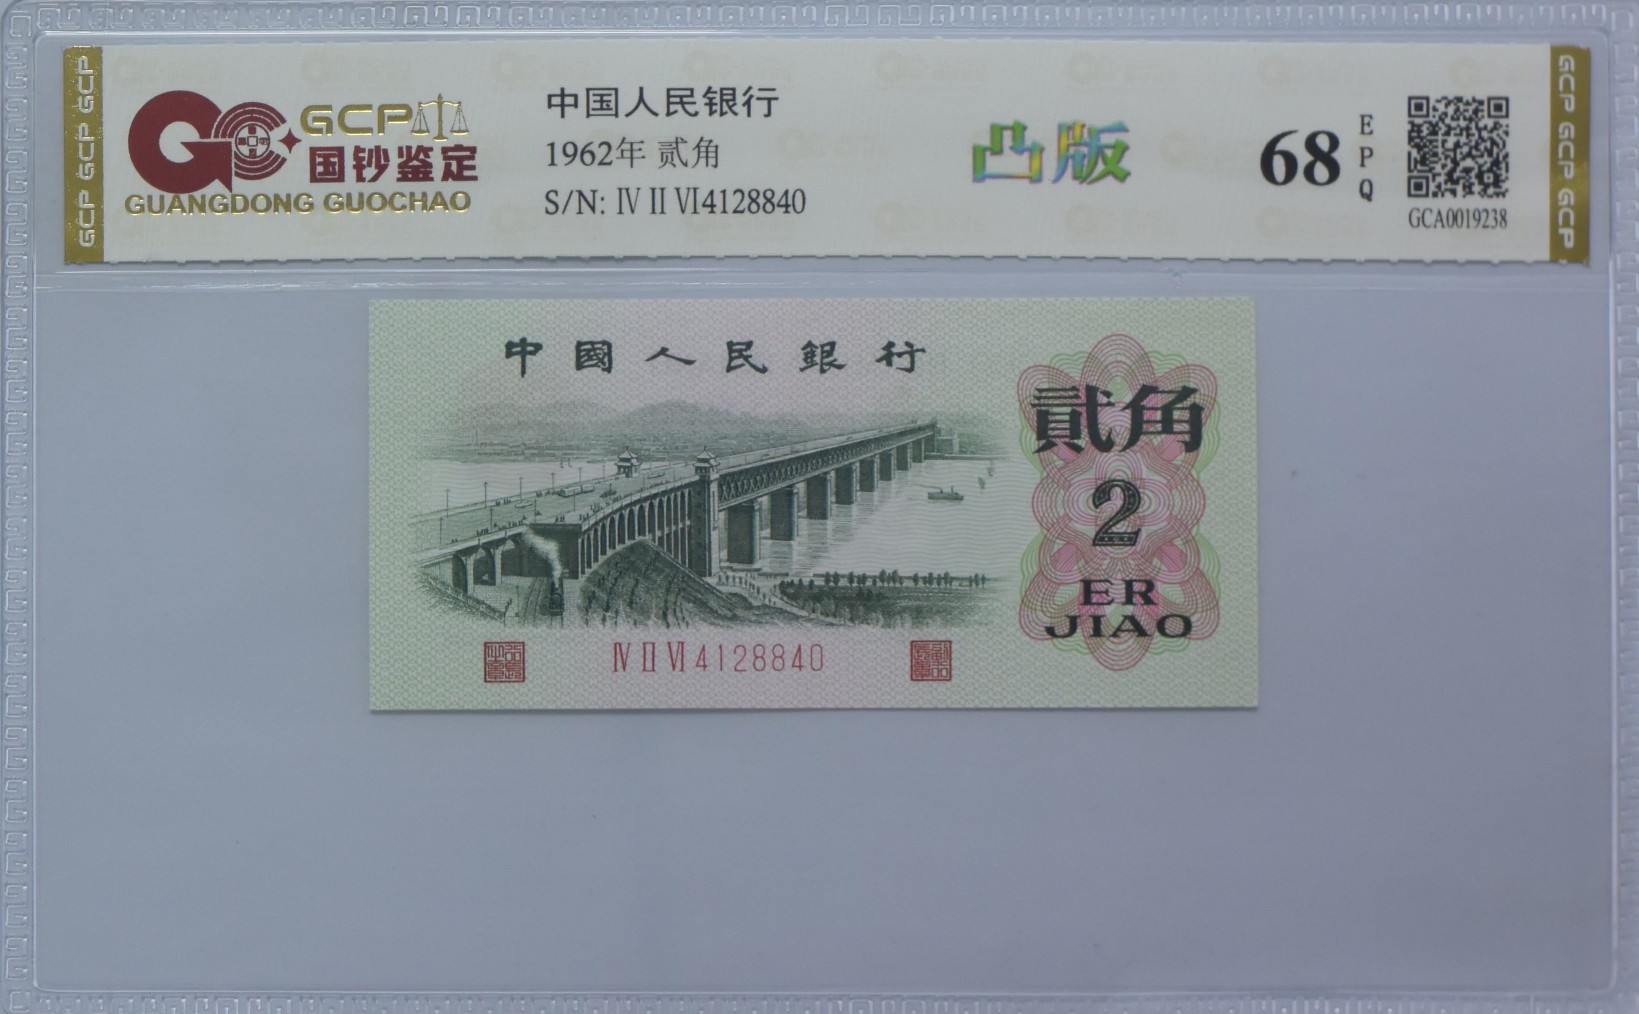 GCP GCP GCP
GCP
国钞鉴定
GUANGDONG GUOCHAO
中国人民银行
1962年 贰角
S/N: Ⅳ Ⅱ Ⅵ4128840
凸版
68
EPQ
GCA0019238
GCP GCP GCP
中國人民銀行
貳角
2
ER
JIAO
Ⅳ Ⅱ Ⅵ 4128840